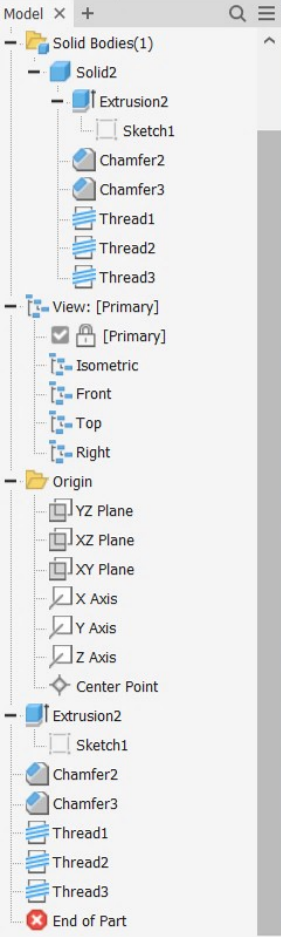 Model
Solid Bodies(1)
Solid2
Extrusion2
Sketch1
Chamfer2
Chamfer3
Thread1
Thread2
Thread3
View: [Primary]
[Primary]
Isometric
Front
Top
Right
Origin
YZ Plane
XZ Plane
XY Plane
X Axis
Y Axis
Z Axis
Center Point
Extrusion2
Sketch1
Chamfer2
Chamfer3
Thread1
Thread2
Thread3
End of Part